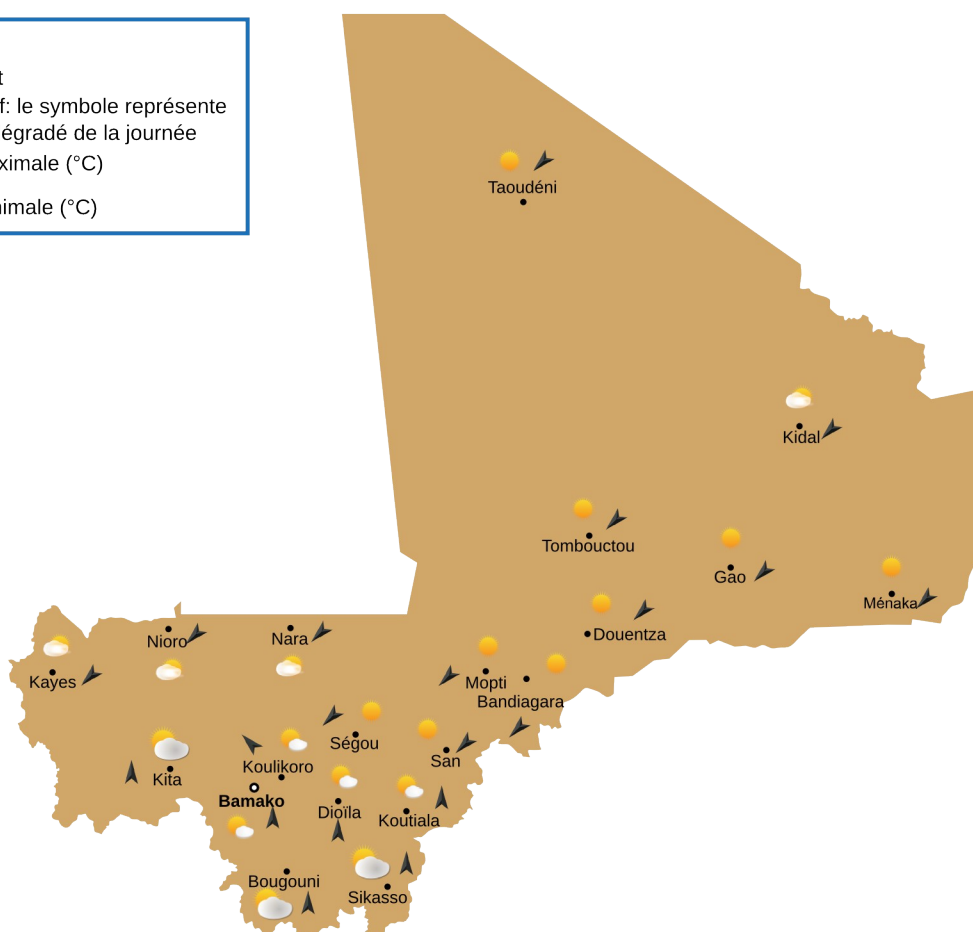 t
f: le symbole représente
égradé de la journée
ximale (°C)
nimale (°C)
Taoudéni
Kidal
Tombouctou
Gao
Ménaka
Nioro
Nara
Douentza
Kayes
Mopti
Bandiagara
Ségou
San
Koulikoro
Kita
Bamako
Dioïla
Koutiala
Bougouni
Sikasso